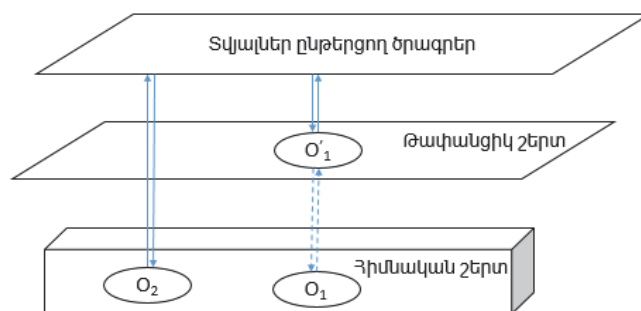 Տվյալներ ընթերցող ծրագրեր
Թափանցիկ շերտ
O′₁
Հիմնական շերտ
O₂
O₁